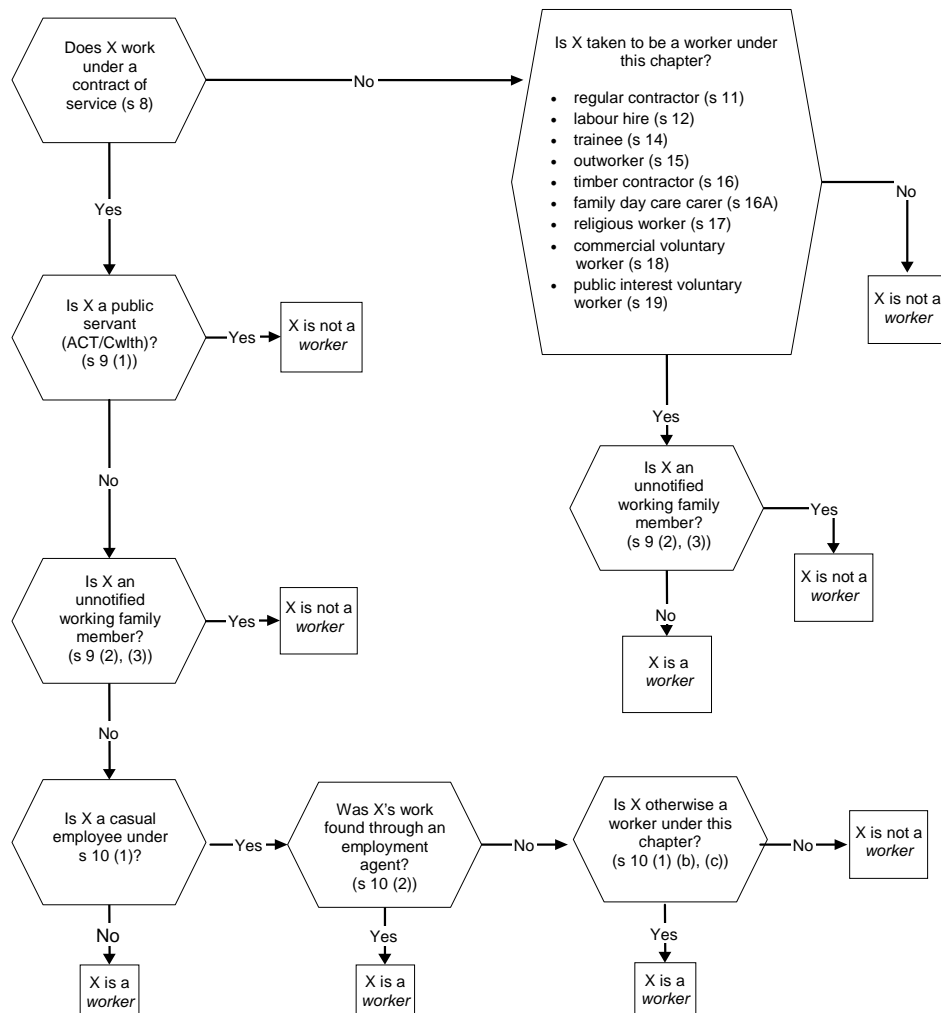 Does X work
under a
contract of
service (s 8)
No
Is X taken to be a worker under
this chapter?
• regular contractor (s 11)
• labour hire (s 12)
• trainee (s 14)
• outworker (s 15)
• timber contractor (s 16)
• family day care carer (s 16A)
• religious worker (s 17)
• commercial voluntary
worker (s 18)
• public interest voluntary
worker (s 19)
No
X is not a
worker
Yes
Is X a public
servant
(ACT/Cwlth)?
(s 9 (1))
Yes
X is not a
worker
Yes
Is X an
unnotified
working family
member?
(s 9 (2), (3))
Yes
X is not a
worker
No
X is a
worker
No
Is X an
unnotified
working family
member?
(s 9 (2), (3))
Yes
X is not a
worker
No
Is X a casual
employee under
s 10 (1)?
Yes
Was X's work
found through an
employment
agent?
(s 10 (2))
No
Is X otherwise a
worker under this
chapter?
(s 10 (1) (b), (c))
No
X is not a
worker
No
X is a
worker
Yes
X is a
worker
Yes
X is a
worker